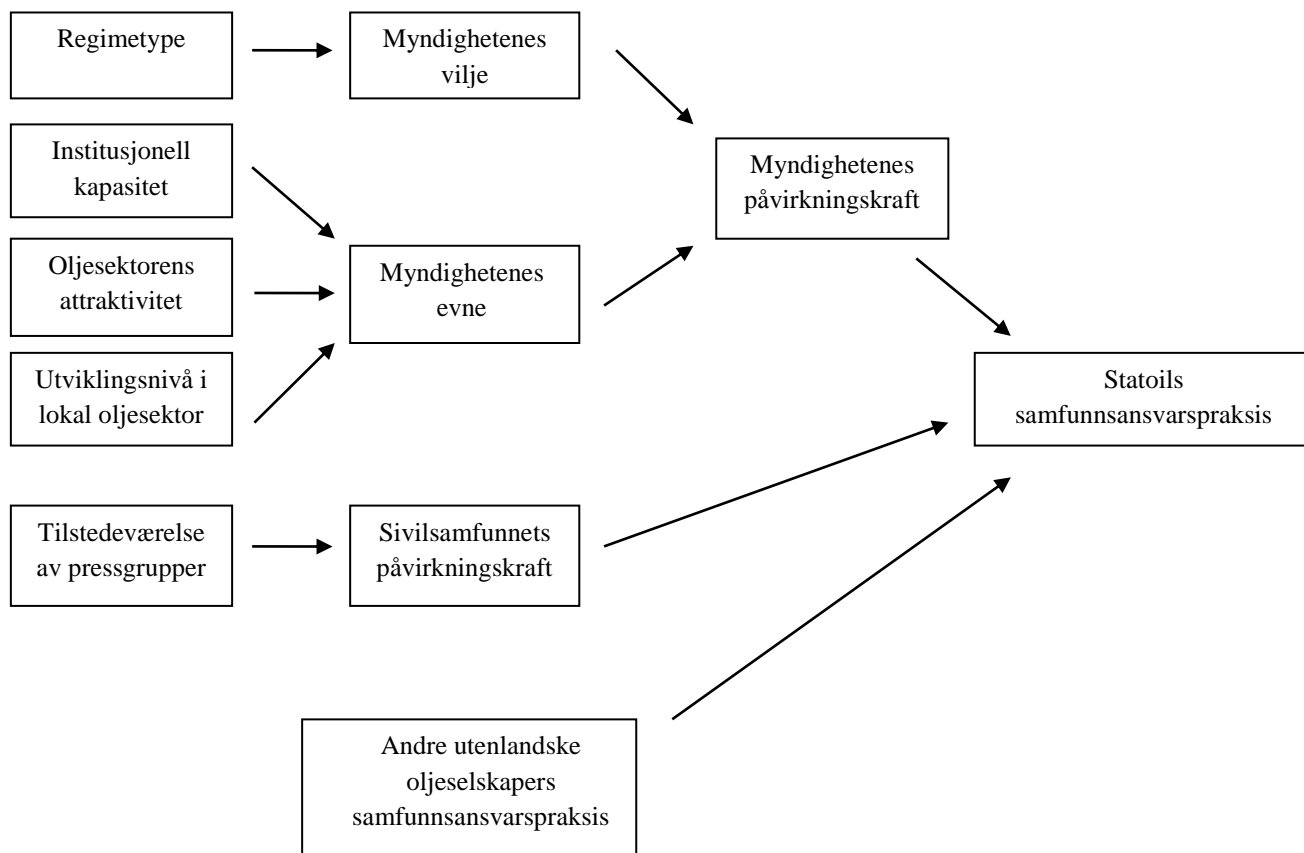 Regimetype
Myndighetenes
vilje
Institusjonell
kapasitet
Myndighetenes
påvirkningskraft
Oljesektorens
attraktivitet
Myndighetenes
evne
Utviklingsnivå i
lokal oljesektor
Statoils
samfunnsansvarspraksis
Tilstedeværelse
av pressgrupper
Sivilsamfunnets
påvirkningskraft
Andre utenlandske
oljeselskapers
samfunnsansvarspraksis